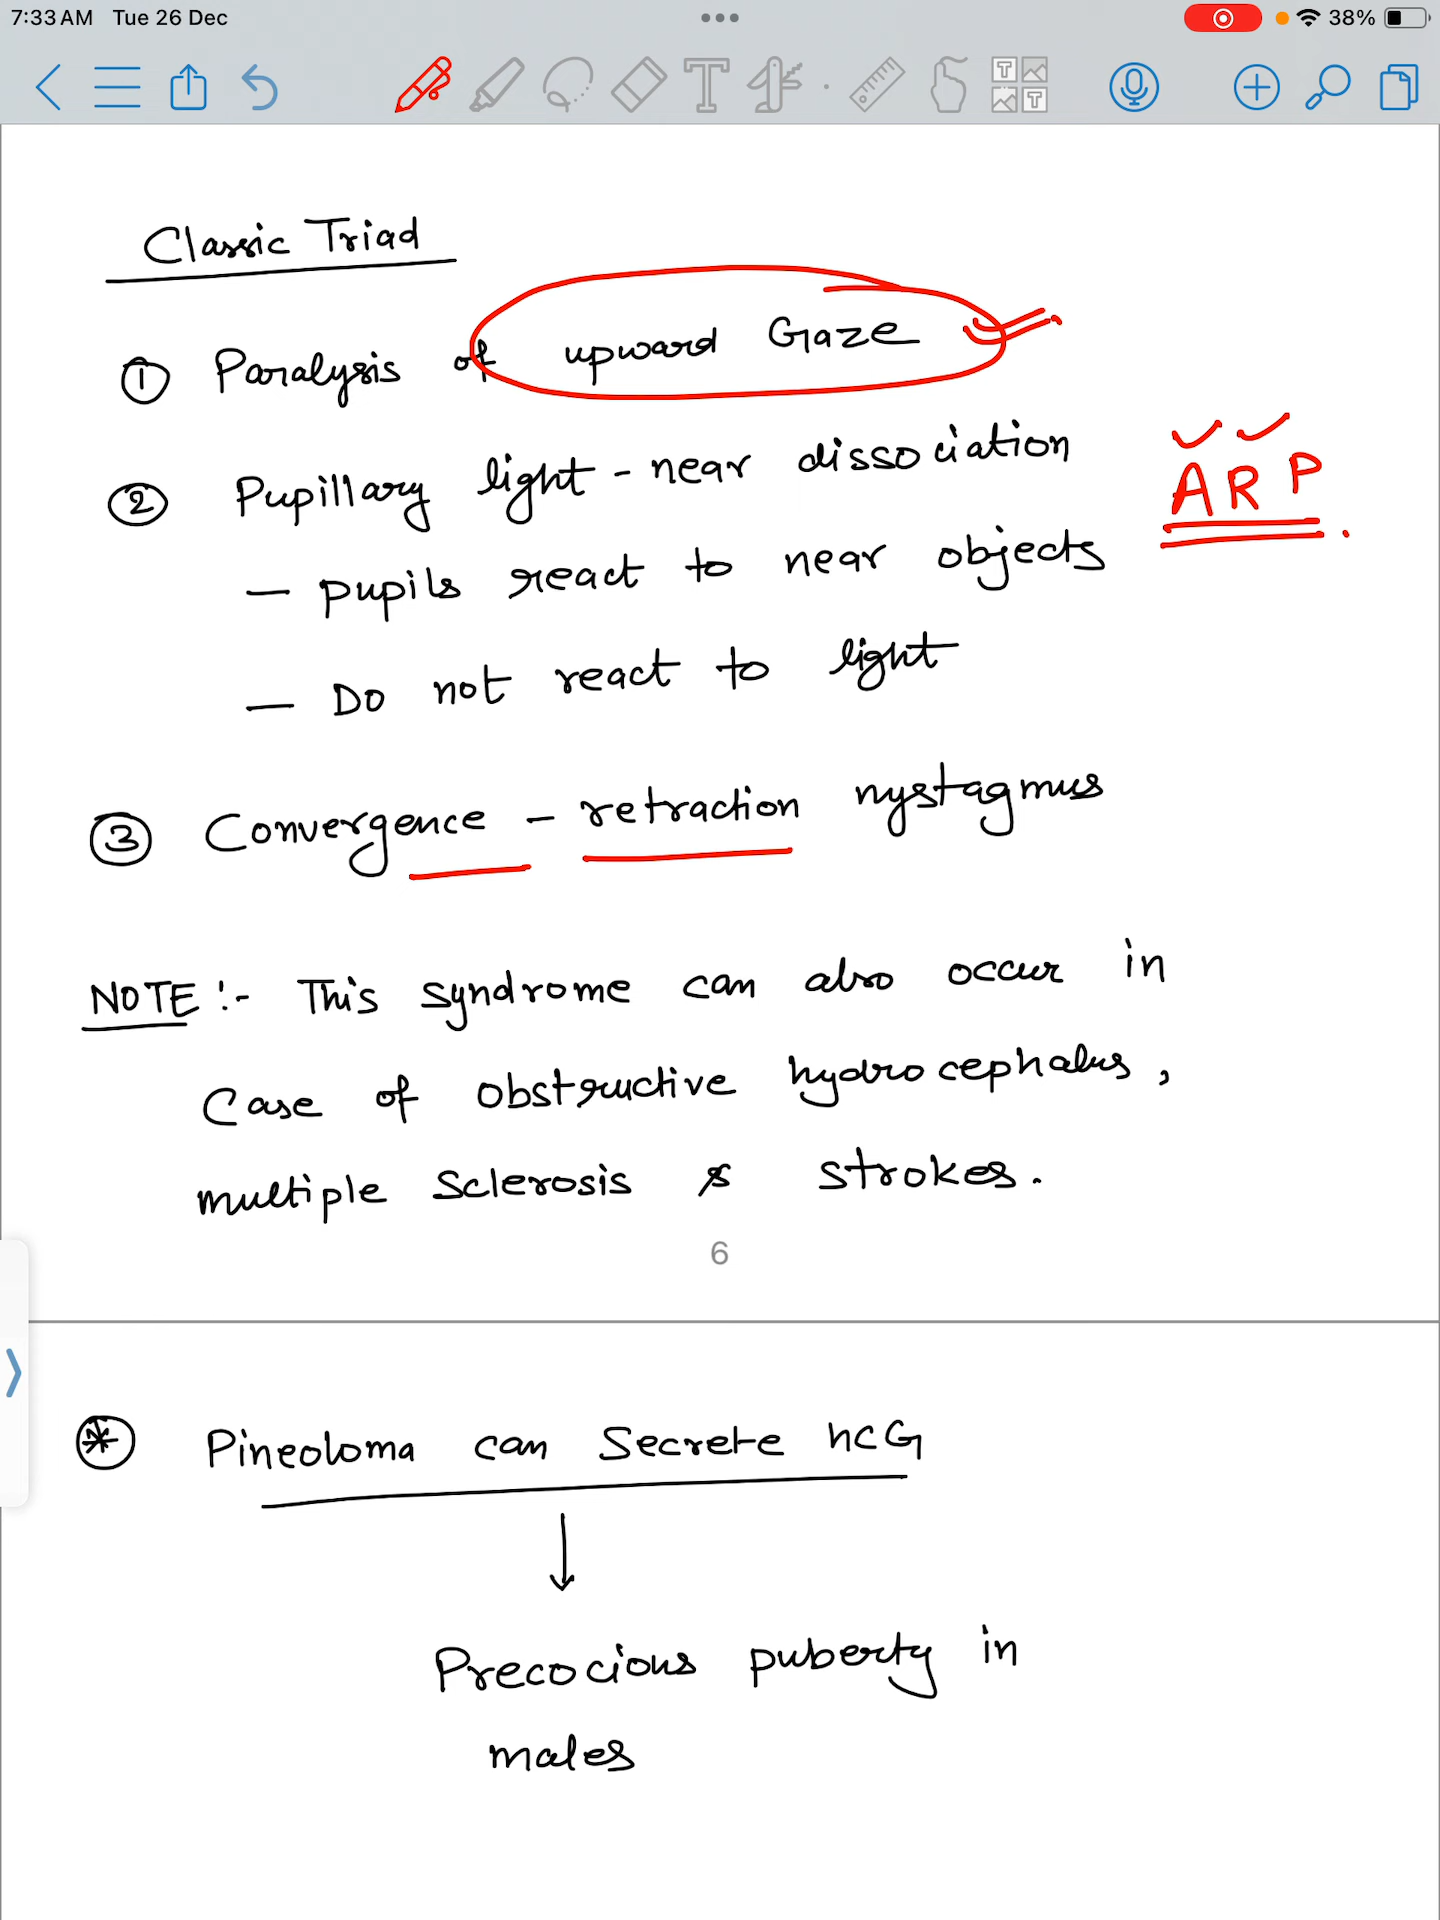 7:33 AM Tue 26 Dec
38%
Classic Triad
① Paralysis of upward Gaze
② Pupillary light - near dissociation
A R P
- pupils react to near objects
- Do not react to light
③ Convergence - retraction nystagmus
NOTE :- This syndrome can also occur in
Case of obstructive hydrocephalus,
multiple Sclerosis & strokes.
6
* Pineoloma can Secrete hCG
↓
Precocious puberty in
males